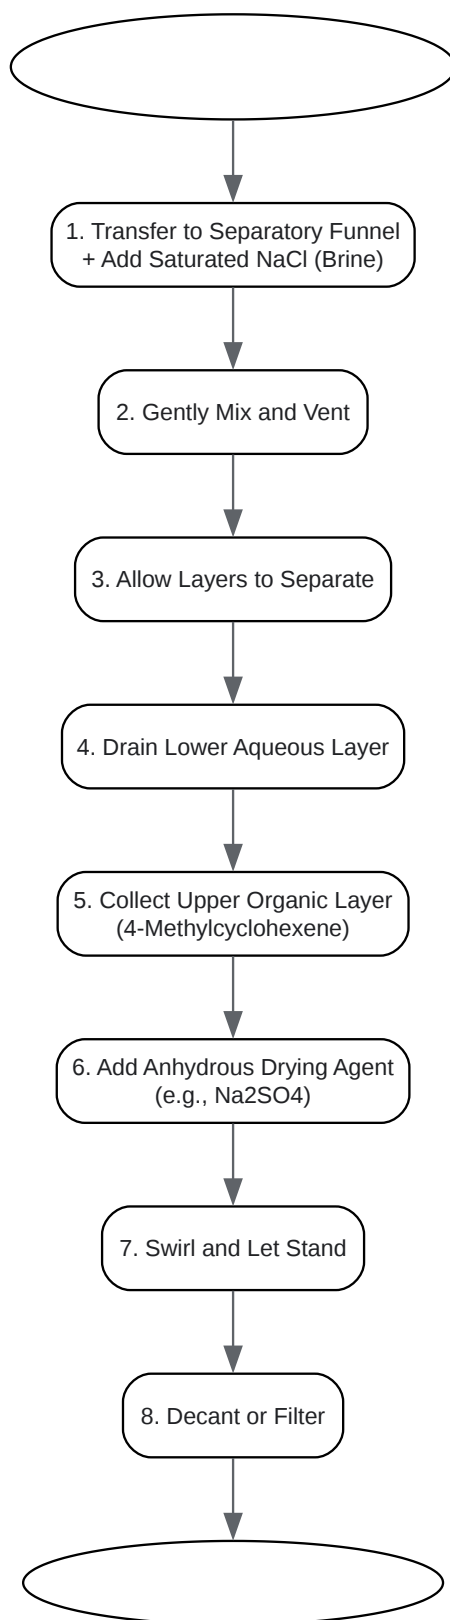 1. Transfer to Separatory Funnel
+ Add Saturated NaCl (Brine)
2. Gently Mix and Vent
3. Allow Layers to Separate
4. Drain Lower Aqueous Layer
5. Collect Upper Organic Layer
(4-Methylcyclohexene)
6. Add Anhydrous Drying Agent
(e.g., Na2SO4)
7. Swirl and Let Stand
8. Decant or Filter